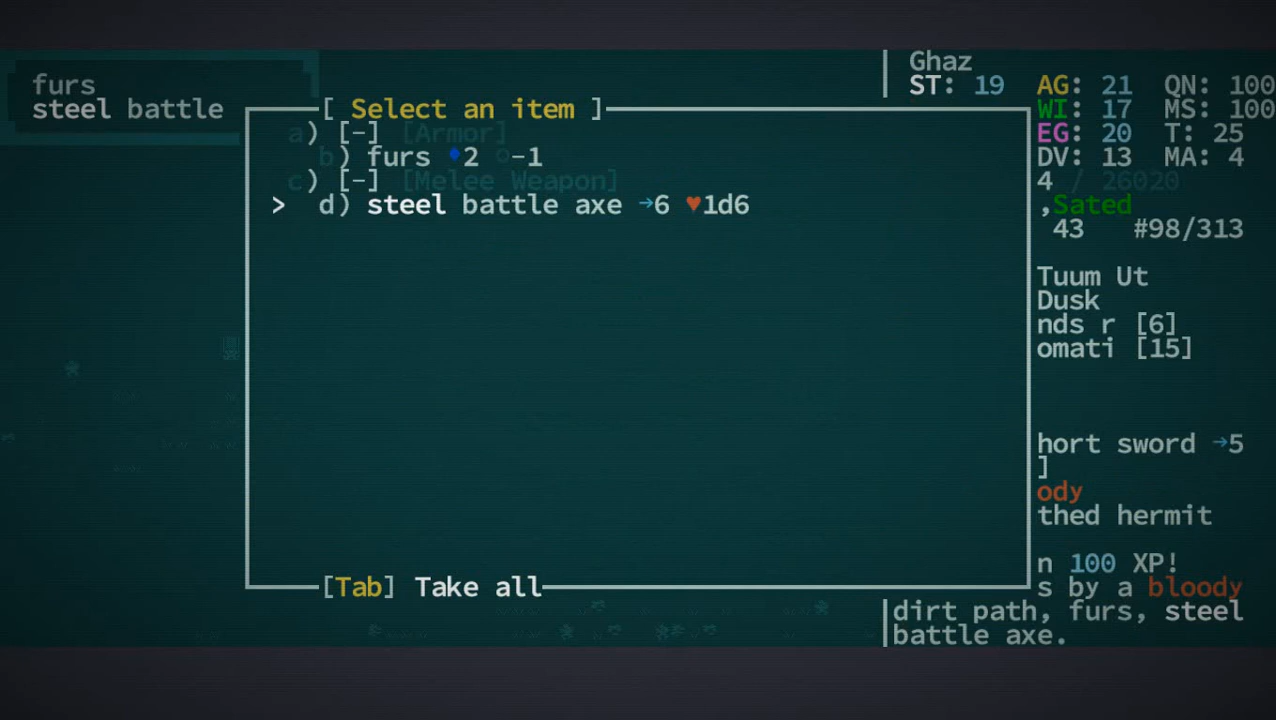 furs
steel battle
[ Select an item ]
a) [-] [Armor]
b) furs ♦2 ○-1
c) [-] [Melee Weapon]
> d) steel battle axe →6 ♥1d6
[Tab] Take all
Ghaz
ST: 19 AG: 21 QN: 100
WI: 17 MS: 100
EG: 20 T: 25
DV: 13 MA: 4
4 / 26020
,Sated
43 #98/313
Tuum Ut
Dusk
nds r [6]
omati [15]
hort sword →5
]
ody
thed hermit
n 100 XP!
s by a bloody
dirt path, furs, steel
battle axe.